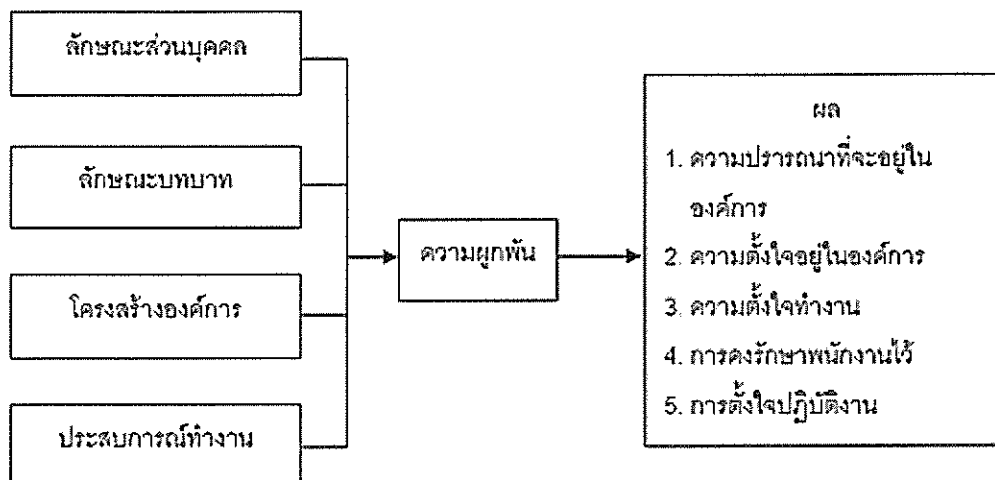 ลักษณะส่วนบุคคล
ลักษณะบทบาท
โครงสร้างองค์การ
ประสบการณ์ทำงาน
ความผูกพัน
ผล
1. ความปรารถนาที่จะอยู่ใน
องค์การ
2. ความตั้งใจอยู่ในองค์การ
3. ความตั้งใจทำงาน
4. การคงรักษาพนักงานไว้
5. การตั้งใจปฏิบัติงาน